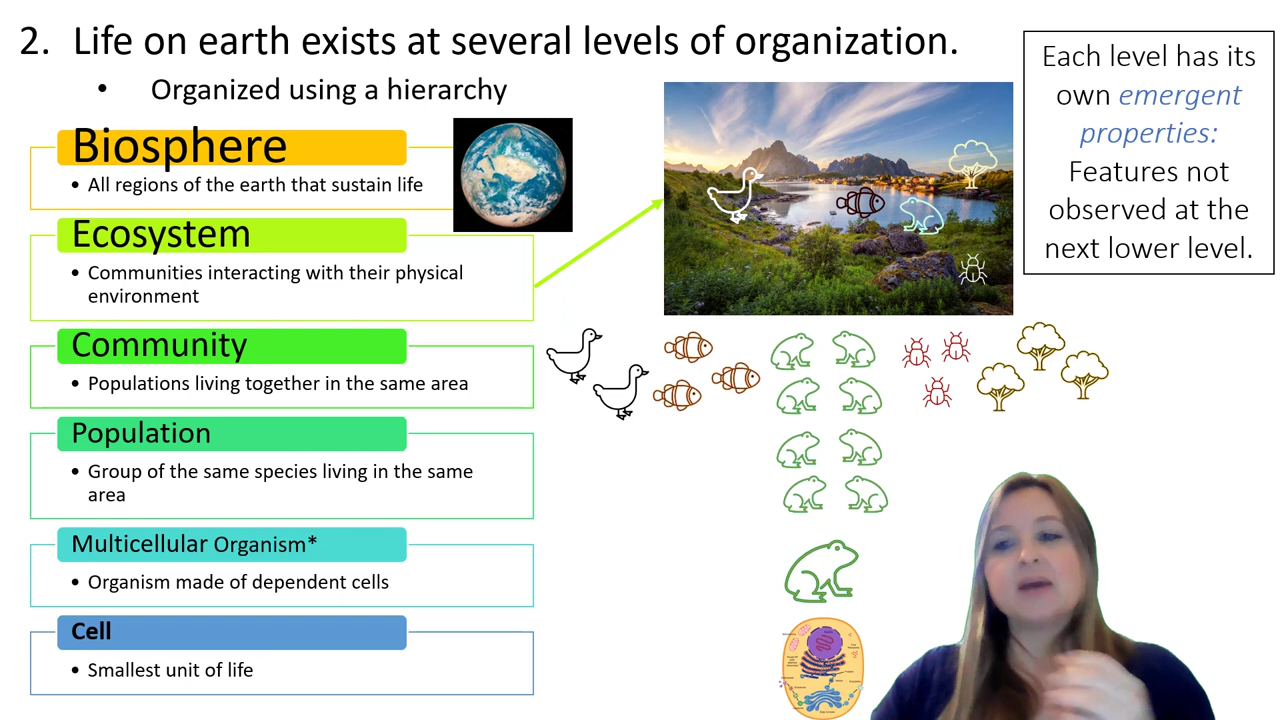 2. Life on earth exists at several levels of organization.
• Organized using a hierarchy
Biosphere
• All regions of the earth that sustain life
Ecosystem
• Communities interacting with their physical
environment
Community
• Populations living together in the same area
Population
• Group of the same species living in the same
area
Multicellular Organism*
• Organism made of dependent cells
Cell
• Smallest unit of life
Each level has its
own emergent
properties:
Features not
observed at the
next lower level.